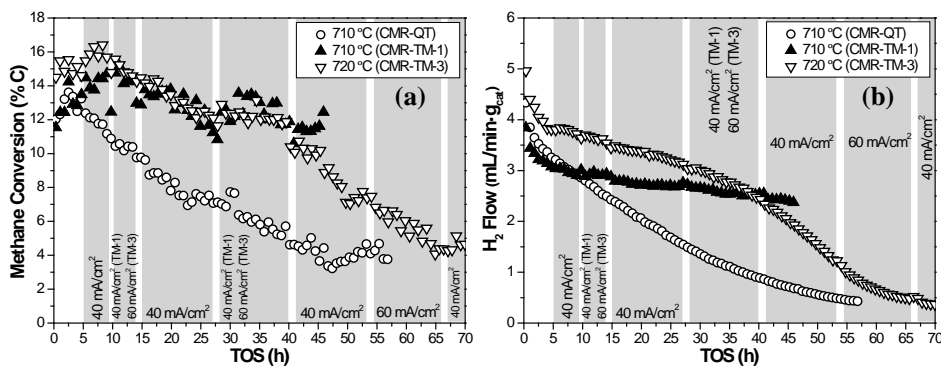 18
16
14
12
10
8
6
4
2
0
Methane Conversion (% C)
710 ºC (CMR-QT)
710 ºC (CMR-TM-1)
720 ºC (CMR-TM-3)
(a)
40 mA/cm²
40 mA/cm² (TM-1)
60 mA/cm² (TM-3)
40 mA/cm²
40 mA/cm² (TM-1)
60 mA/cm² (TM-3)
40 mA/cm²
60 mA/cm²
40 mA/cm²
0 5 10 15 20 25 30 35 40 45 50 55 60 65 70
TOS (h)
6
5
4
3
2
1
0
H₂ Flow (mL/min·gcat)
40 mA/cm² (TM-1)
60 mA/cm² (TM-3)
710 ºC (CMR-QT)
710 ºC (CMR-TM-1)
720 ºC (CMR-TM-3)
(b)
40 mA/cm²
40 mA/cm² (TM-1)
60 mA/cm² (TM-3)
40 mA/cm²
40 mA/cm²
60 mA/cm²
40 mA/cm²
0 5 10 15 20 25 30 35 40 45 50 55 60 65 70
TOS (h)